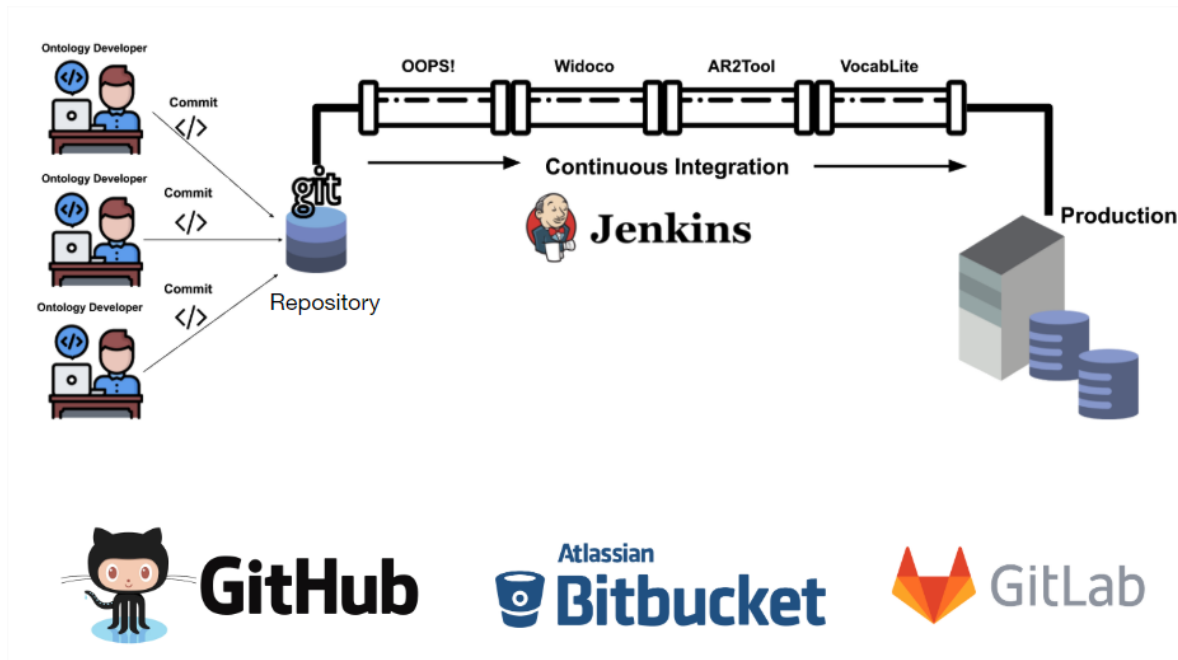 Ontology Developer
Commit
</>
</>
Ontology Developer
Commit
</>
</>
Ontology Developer
Commit
</>
</>
git
Repository
OOPS!
Widoco
AR2Tool
VocabLite
Continuous Integration
Jenkins
Production
GitHub
Atlassian
Bitbucket
GitLab